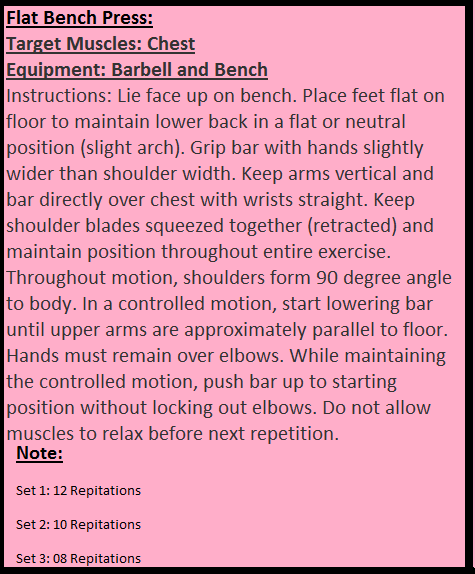 Flat Bench Press:
Target Muscles: Chest
Equipment: Barbell and Bench
Instructions: Lie face up on bench. Place feet flat on
floor to maintain lower back in a flat or neutral
position (slight arch). Grip bar with hands slightly
wider than shoulder width. Keep arms vertical and
bar directly over chest with wrists straight. Keep
shoulder blades squeezed together (retracted) and
maintain position throughout entire exercise.
Throughout motion, shoulders form 90 degree angle
to body. In a controlled motion, start lowering bar
until upper arms are approximately parallel to floor.
Hands must remain over elbows. While maintaining
the controlled motion, push bar up to starting
position without locking out elbows. Do not allow
muscles to relax before next repetition.
Note:
Set 1: 12 Repitations
Set 2: 10 Repitations
Set 3: 08 Repitations